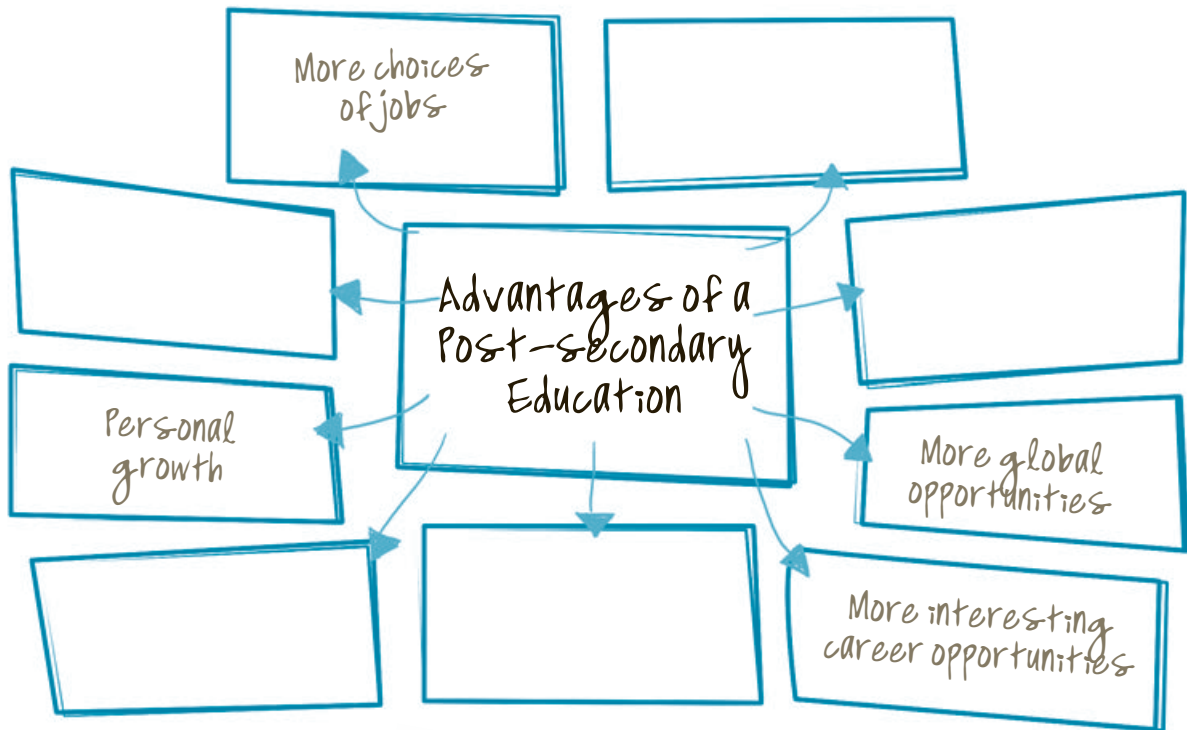 More choices
of jobs
Advantages of a
Post-secondary
Education
Personal
growth
More global
opportunities
More interesting
career opportunities